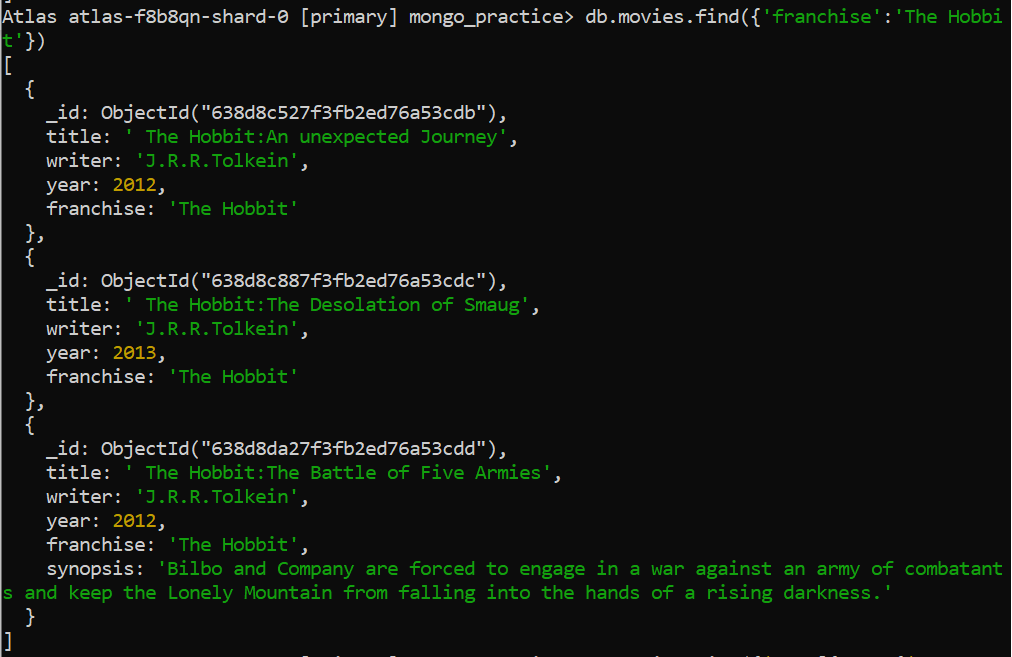 Atlas atlas-f8b8qn-shard-0 [primary] mongo_practice> db.movies.find({'franchise':'The Hobbi
t'})
[
  {
    _id: ObjectId("638d8c527f3fb2ed76a53cdb"),
    title: ' The Hobbit:An unexpected Journey',
    writer: 'J.R.R.Tolkein',
    year: 2012,
    franchise: 'The Hobbit'
  },
  {
    _id: ObjectId("638d8c887f3fb2ed76a53cdc"),
    title: ' The Hobbit:The Desolation of Smaug',
    writer: 'J.R.R.Tolkein',
    year: 2013,
    franchise: 'The Hobbit'
  },
  {
    _id: ObjectId("638d8da27f3fb2ed76a53cdd"),
    title: ' The Hobbit:The Battle of Five Armies',
    writer: 'J.R.R.Tolkein',
    year: 2012,
    franchise: 'The Hobbit',
    synopsis: 'Bilbo and Company are forced to engage in a war against an army of combatant
s and keep the Lonely Mountain from falling into the hands of a rising darkness.'
  }
]